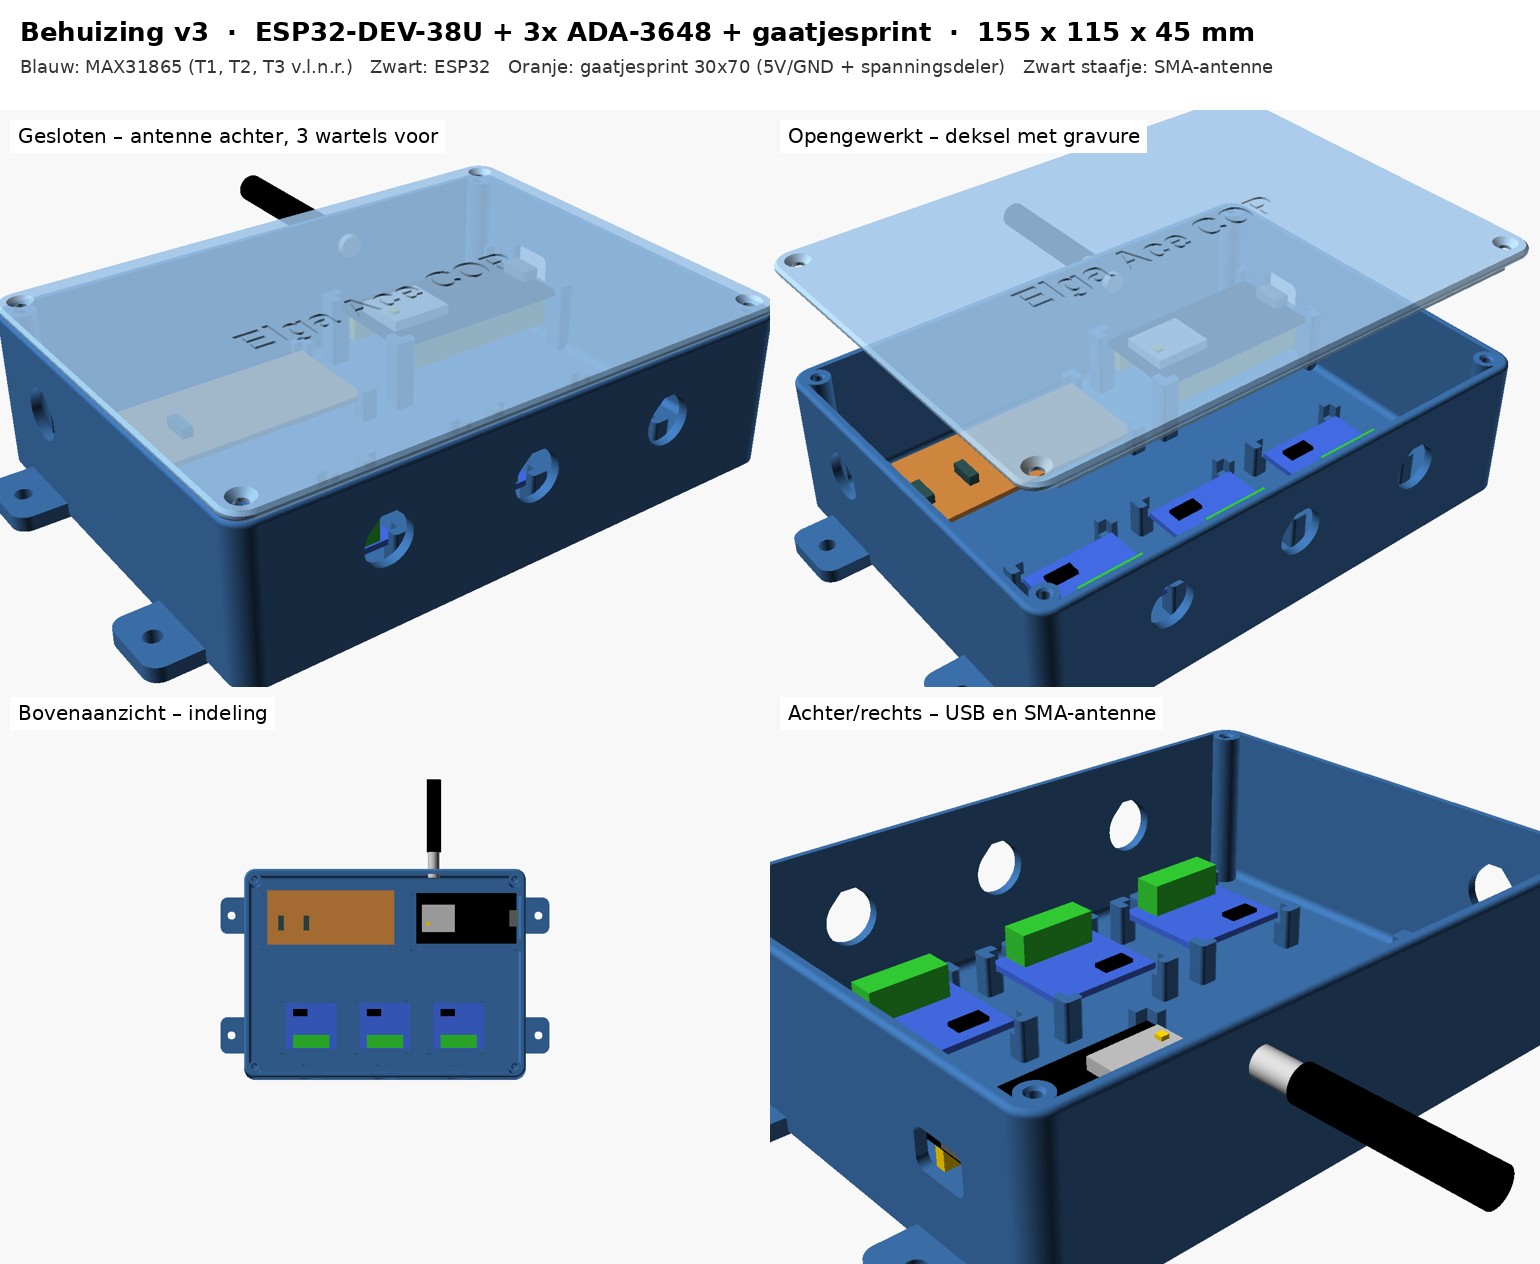 Behuizing v3 · ESP32-DEV-38U + 3x ADA-3648 + gaatjesprint · 155 x 115 x 45 mm
Blauw: MAX31865 (T1, T2, T3 v.l.n.r.) Zwart: ESP32 Oranje: gaatjesprint 30x70 (5V/GND + spanningsdeler) Zwart staafje: SMA-antenne
Gesloten – antenne achter, 3 wartels voor
Opengewerkt – deksel met gravure
Elga Ace COP
Elga Ace COP
Bovenaanzicht – indeling
Achter/rechts – USB en SMA-antenne